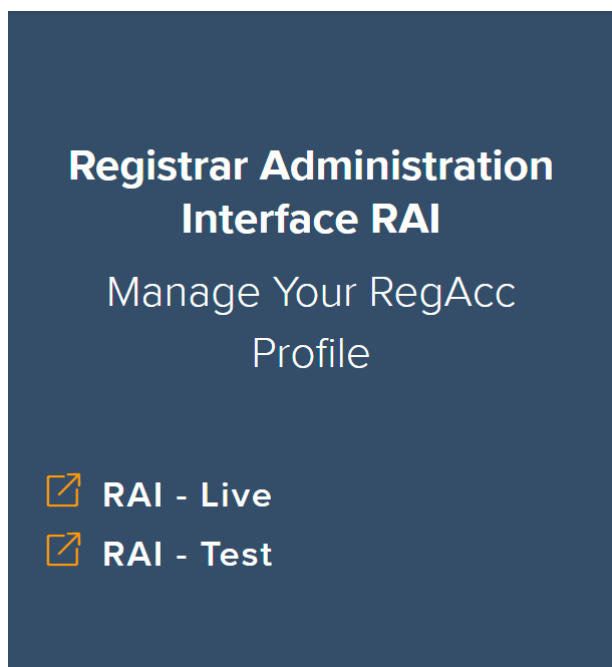 Registrar Administration
Interface RAI
Manage Your RegAcc
Profile
RAI - Live
RAI - Test